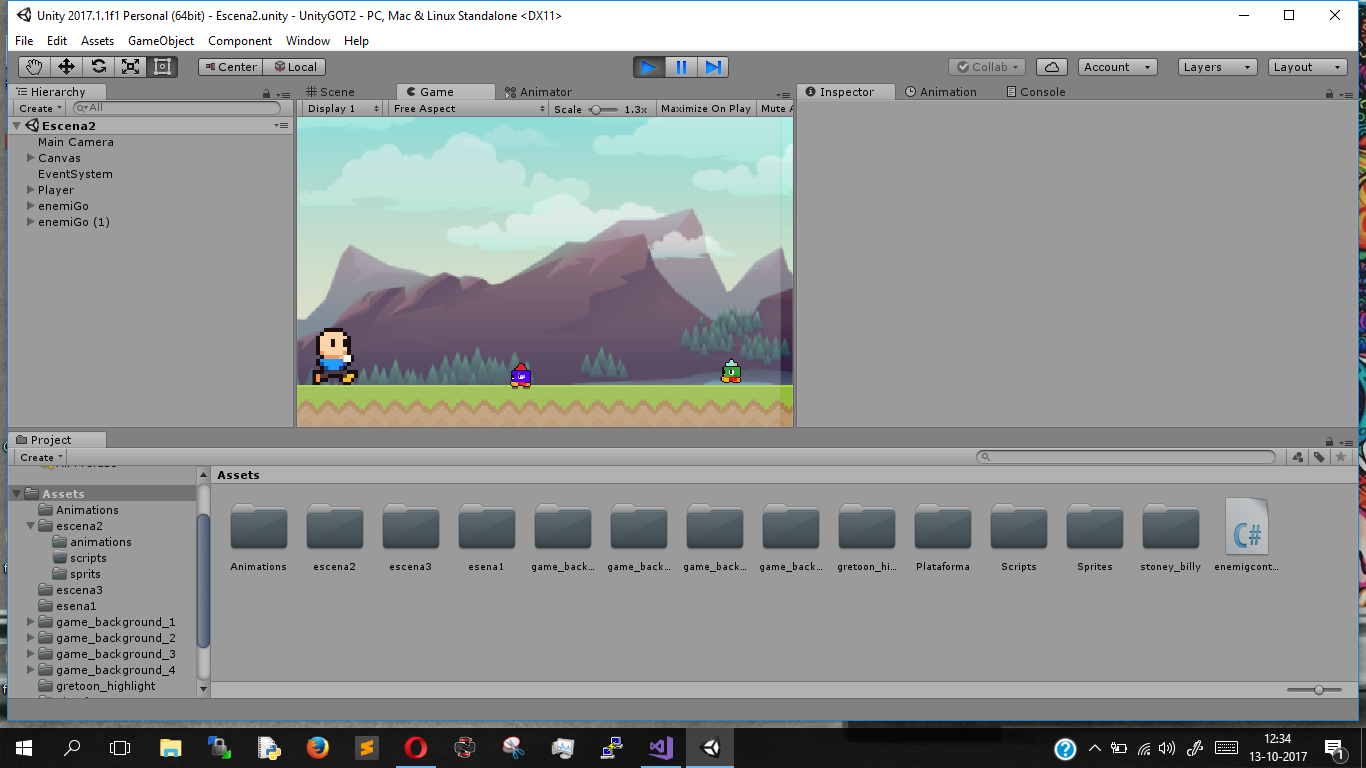 Unity 2017.1.1f1 Personal (64bit) - Escena2.unity - UnityGOT2 - PC, Mac & Linux Standalone <DX11>
File Edit Assets GameObject Component Window Help
Center Local Collab Account Layers Layout
Hierarchy Scene Game Animator Inspector Animation Console
Create All Display 1 Free Aspect Scale 1.3x Maximize On Play Mute A
Escena2
Main Camera
Canvas
EventSystem
Player
enemiGo
enemiGo (1)
Project
Create
Assets
Assets
Animations
escena2
animations
scripts
sprits
escena3
esena1
game_background_1
game_background_2
game_background_3
game_background_4
gretoon_highlight
Animations escena2 escena3 esena1 game_back... game_back... game_back... game_back... gretoon_hi... Plataforma Scripts Sprites stoney_billy enemigcont...
C#
12:34
13-10-2017
1